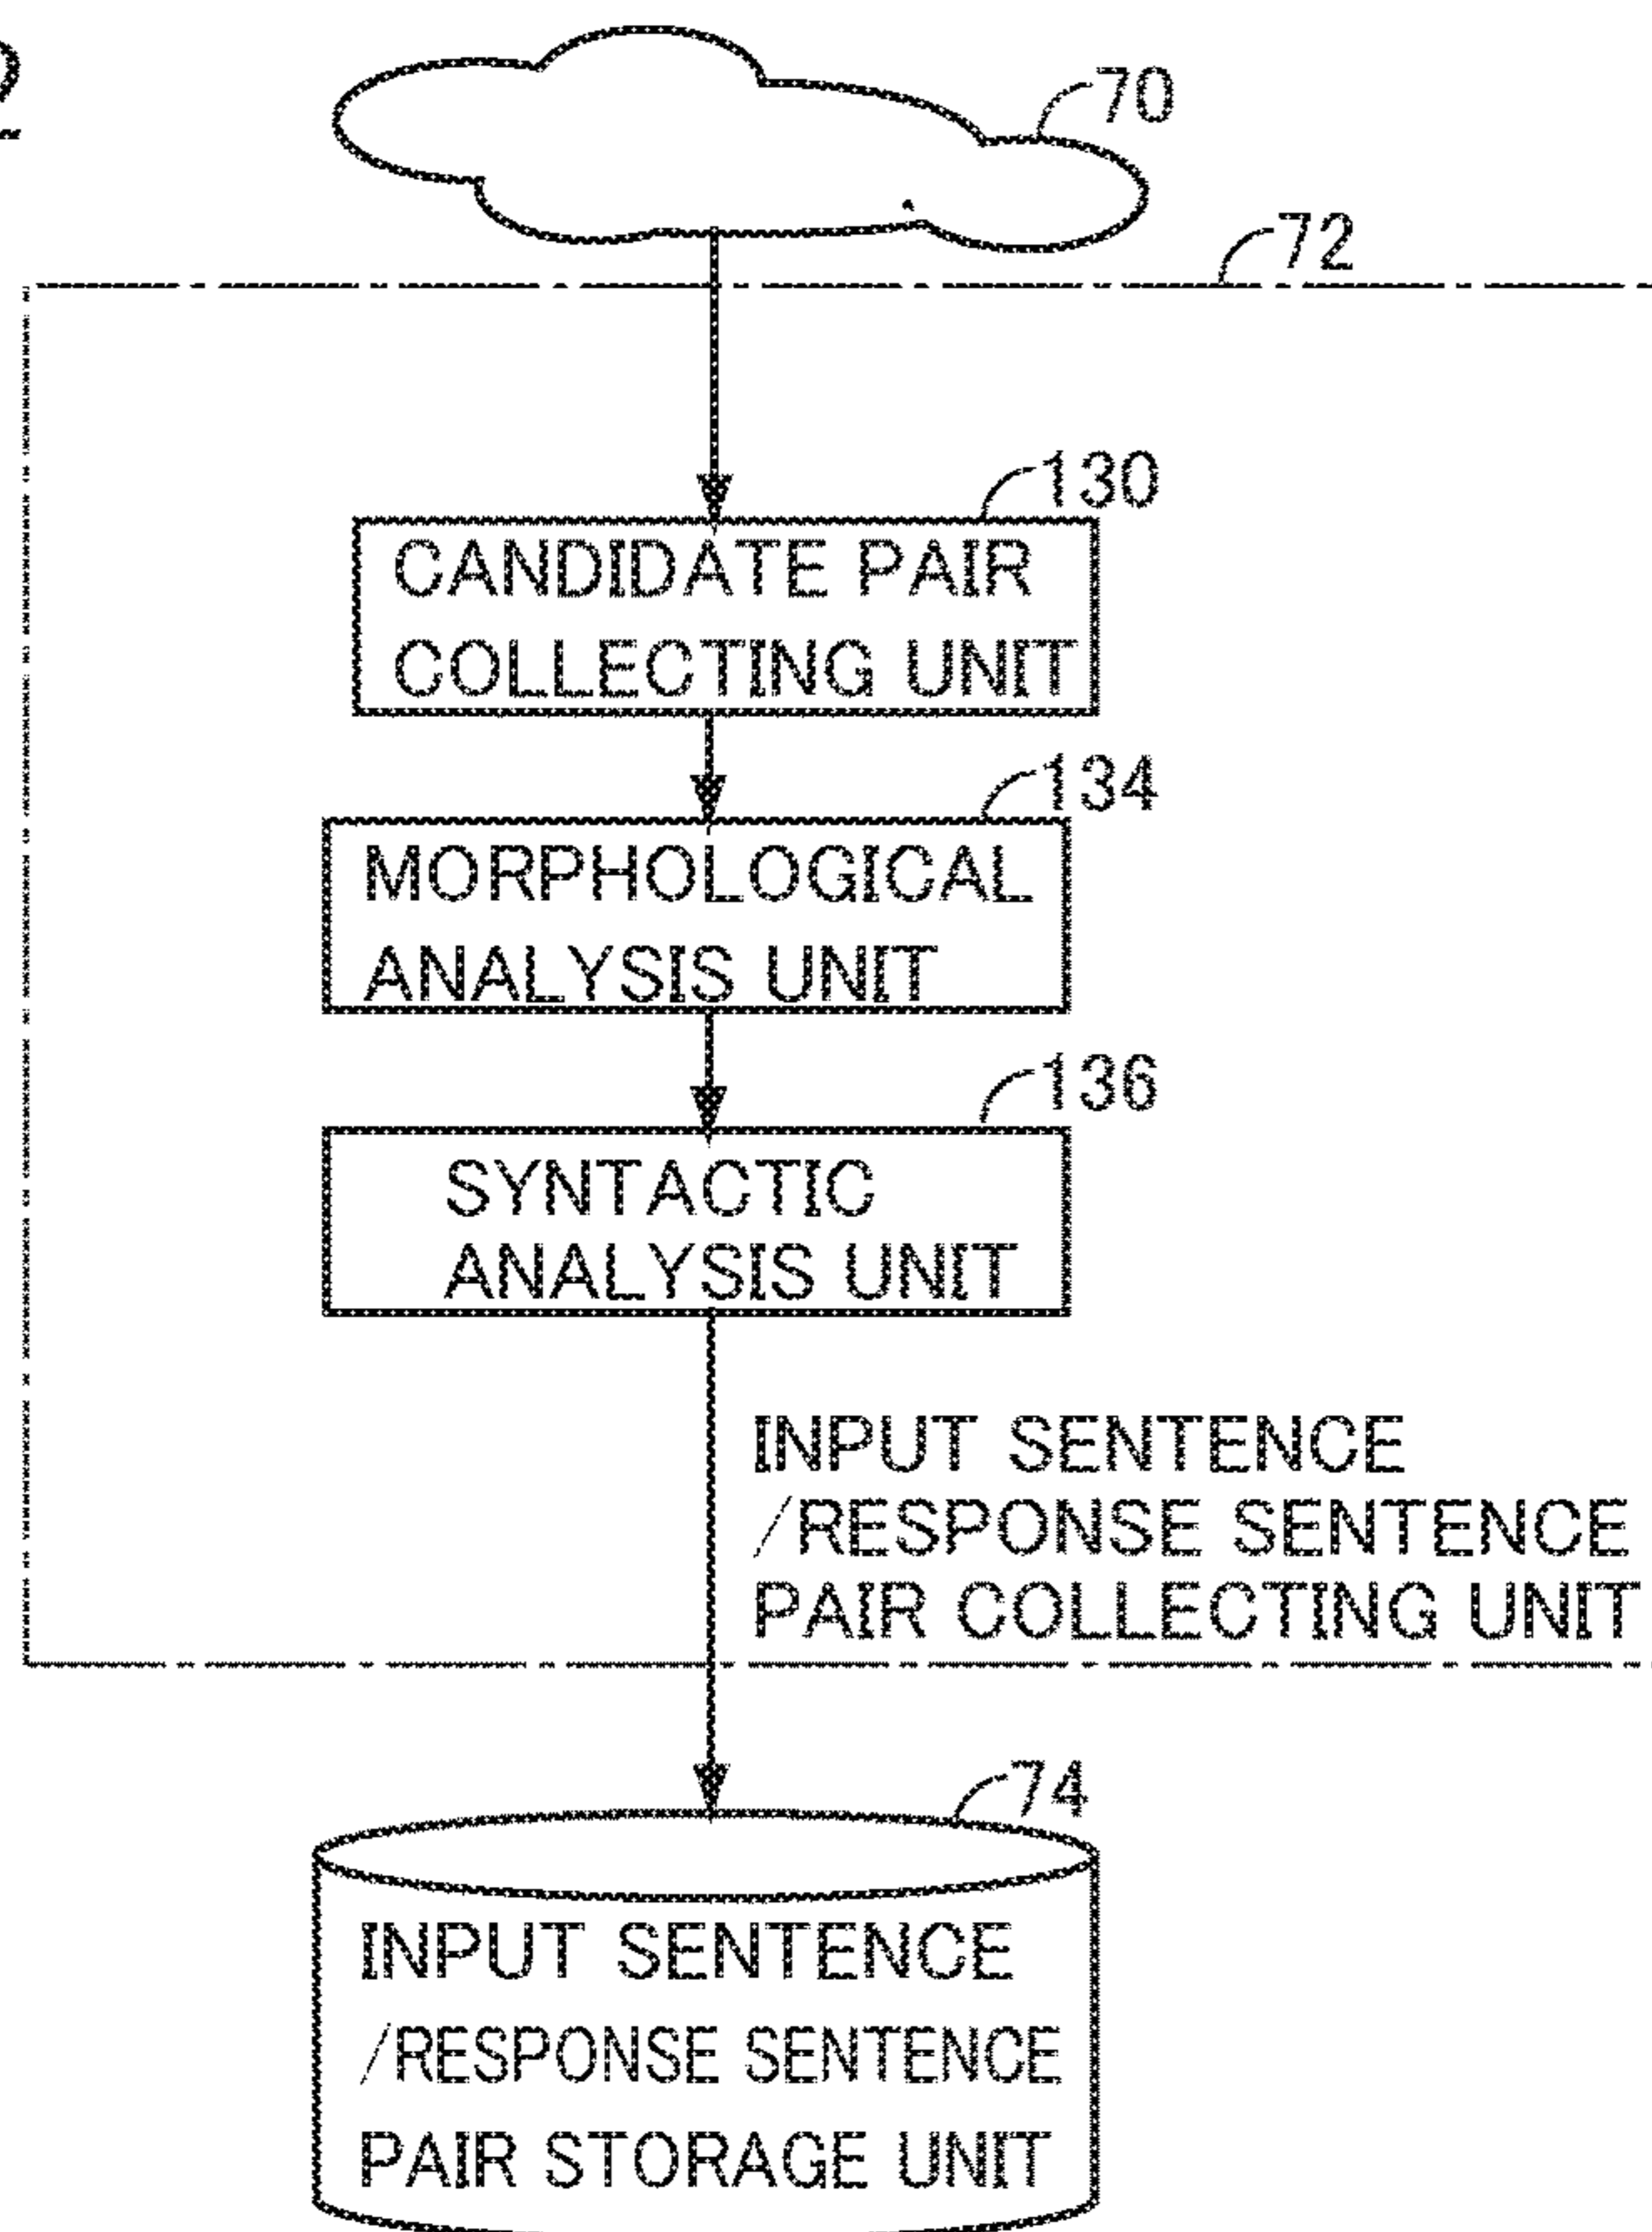 2
70
72
130
CANDIDATE PAIR
COLLECTING UNIT
134
MORPHOLOGICAL
ANALYSIS UNIT
136
SYNTACTIC
ANALYSIS UNIT
INPUT SENTENCE
/RESPONSE SENTENCE
PAIR COLLECTING UNIT
74
INPUT SENTENCE
/RESPONSE SENTENCE
PAIR STORAGE UNIT